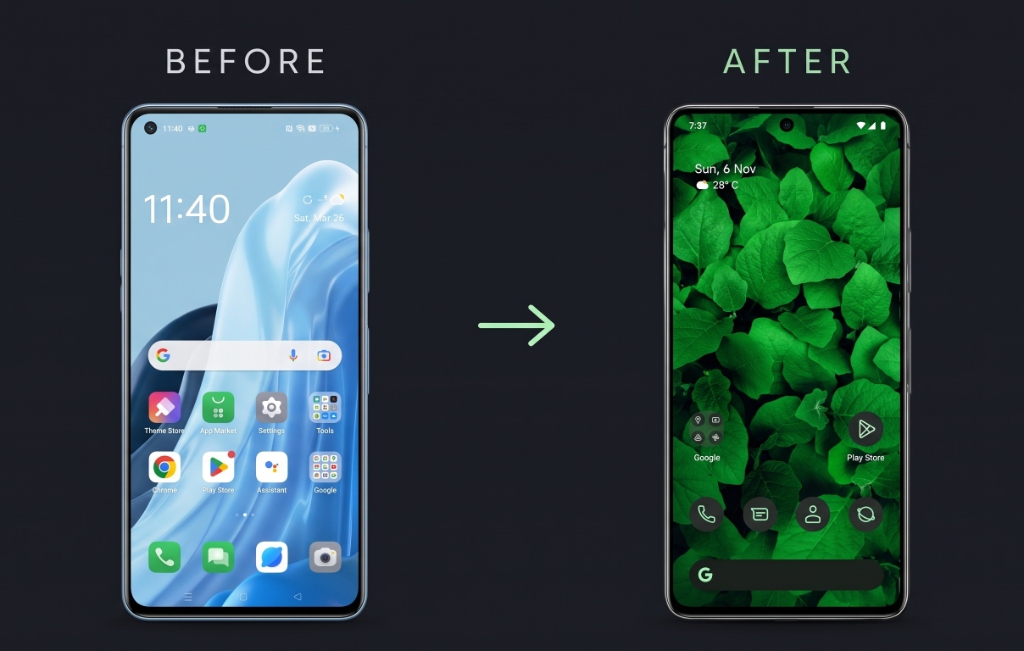 BEFORE
AFTER
11:40
11:40
Sat. Mar 26
Theme Store App Market Settings Tools
Chrome Play Store Assistant Google
7:37
Sun, 6 Nov
28° C
Google
Play Store
G